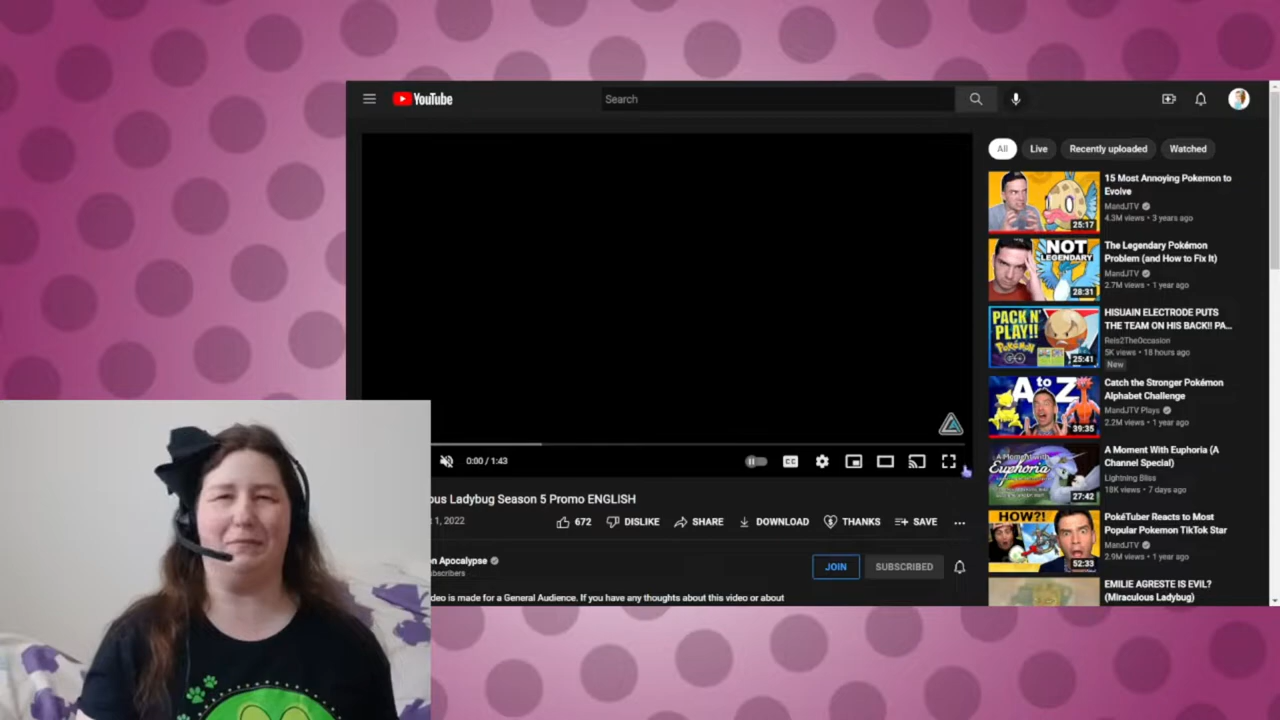 YouTube
Search
All
Live
Recently uploaded
Watched
15 Most Annoying Pokemon to
Evolve
MandJTV
4.3M views • 3 years ago
25:17
NOT
LEGENDARY
28:31
The Legendary Pokémon
Problem (and How to Fix It)
MandJTV
2.7M views • 1 year ago
PACK N'
PLAY!!
POKÉMON
GO
25:41
HISUAIN ELECTRODE PUTS
THE TEAM ON HIS BACK!! PA...
Reis2TheOccasion
5K views • 18 hours ago
New
A to Z
39:35
Catch the Stronger Pokémon
Alphabet Challenge
MandJTV Plays
2.2M views • 1 year ago
A Moment With
Euphoria
27:42
A Moment With Euphoria (A
Channel Special)
Lightning Bliss
18K views • 7 days ago
HOW?!
52:33
PokéTuber Reacts to Most
Popular Pokemon TikTok Star
MandJTV
2.9M views • 1 year ago
EMILIE AGRESTE IS EVIL?
(Miraculous Ladybug)
0:00 / 1:43
CC
ous Ladybug Season 5 Promo ENGLISH
1, 2022
672
DISLIKE
SHARE
DOWNLOAD
THANKS
SAVE
n Apocalypse
bscribers
JOIN
SUBSCRIBED
deo is made for a General Audience. If you have any thoughts about this video or about